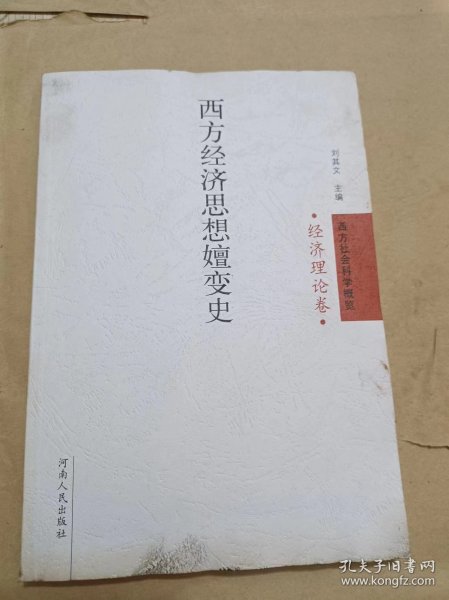 西方经济思想嬗变史
刘其文 主编
西方社会科学概览
·经济理论卷·
河南人民出版社
孔夫子旧书网
www.kongfz.com